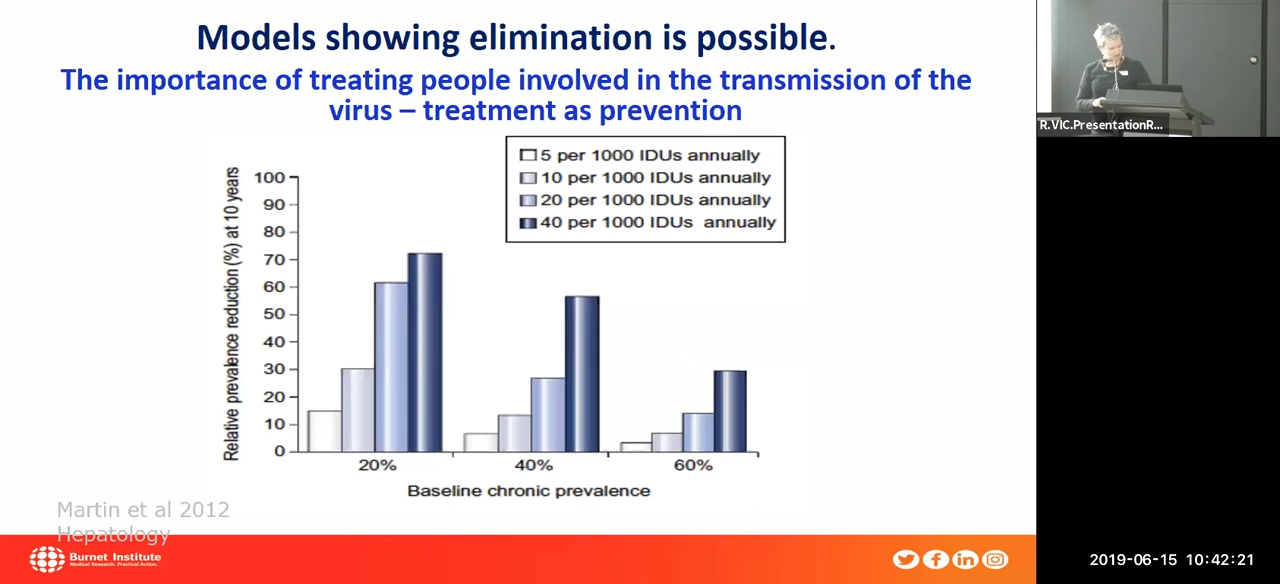 Models showing elimination is possible.
The importance of treating people involved in the transmission of the
virus – treatment as prevention
5 per 1000 IDUs annually
10 per 1000 IDUs annually
20 per 1000 IDUs annually
40 per 1000 IDUs annually
Relative prevalence reduction (%) at 10 years
100
90
80
70
60
50
40
30
20
10
0
20%
40%
60%
Baseline chronic prevalence
Martin et al 2012
Hepatology
Burnet Institute
Medical Research. Practical Action.
R.VIC.PresentationR...
2019-06-15 10:42:21